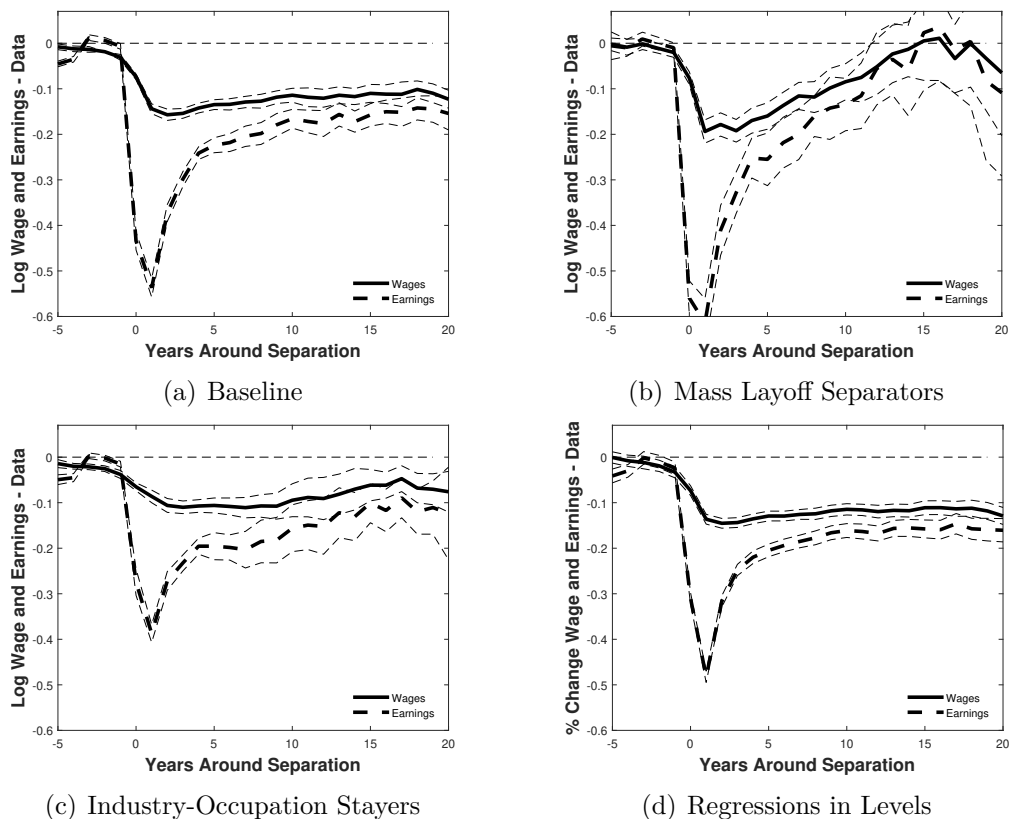 Log Wage and Earnings - Data
0
-0.1
-0.2
-0.3
-0.4
-0.5
-0.6
-5 0 5 10 15 20
Wages
Earnings
Years Around Separation
(a) Baseline
Log Wage and Earnings - Data
0
-0.1
-0.2
-0.3
-0.4
-0.5
-0.6
-5 0 5 10 15 20
Wages
Earnings
Years Around Separation
(b) Mass Layoff Separators
Log Wage and Earnings - Data
0
-0.1
-0.2
-0.3
-0.4
-0.5
-0.6
-5 0 5 10 15 20
Wages
Earnings
Years Around Separation
(c) Industry-Occupation Stayers
% Change Wage and Earnings - Data
0
-0.1
-0.2
-0.3
-0.4
-0.5
-0.6
-5 0 5 10 15 20
Wages
Earnings
Years Around Separation
(d) Regressions in Levels